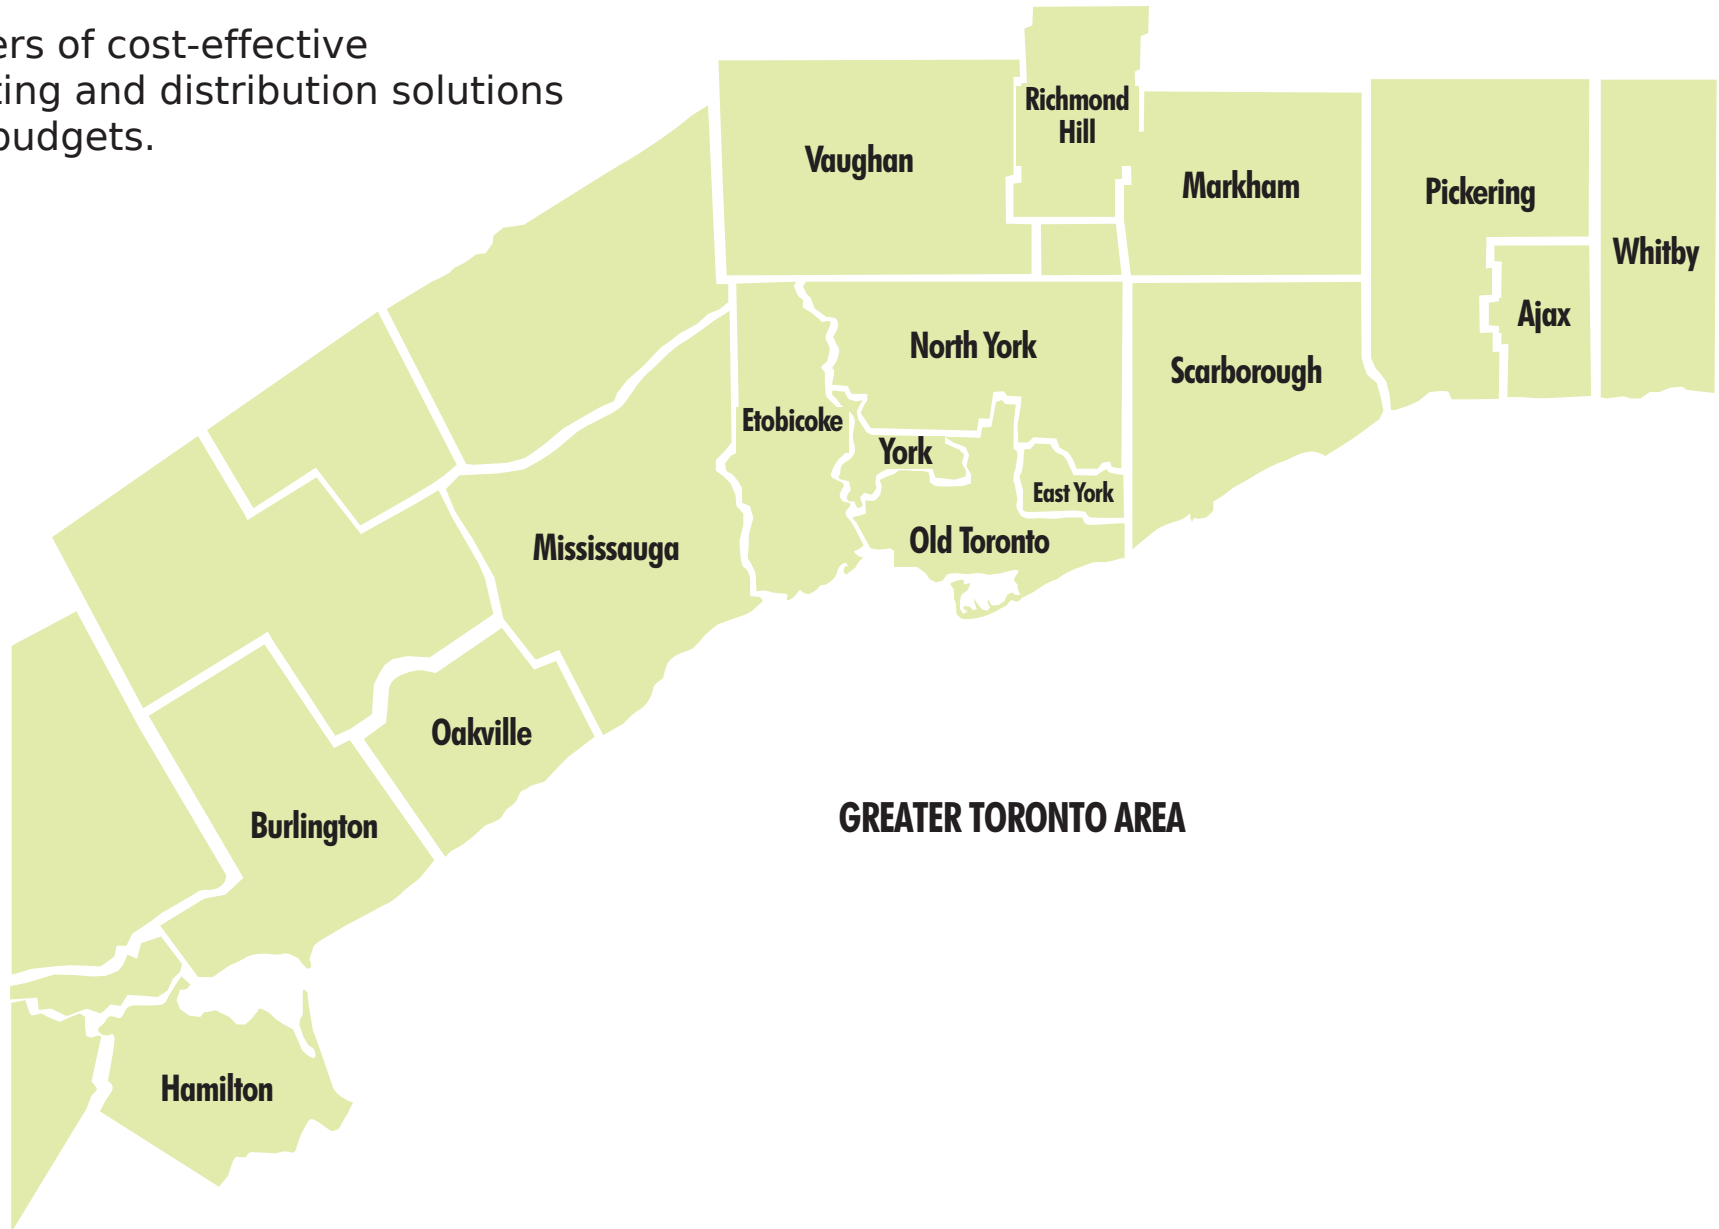 ers of cost-effective
ting and distribution solutions
budgets.
Richmond
Hill
Vaughan
Markham
Pickering
Whitby
Ajax
North York
Scarborough
Etobicoke
York
East York
Old Toronto
Mississauga
Oakville
Burlington
GREATER TORONTO AREA
Hamilton